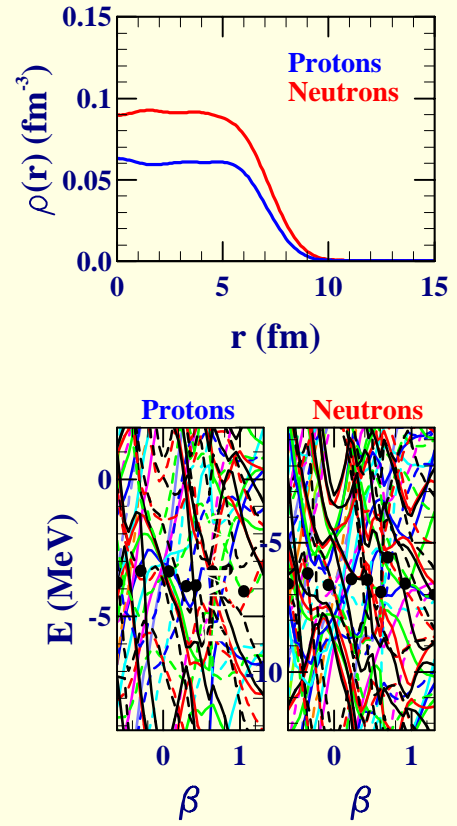 0.15
Protons
Neutrons
0.1
0.05
0.0
ρ(r) (fm⁻³)
0 5 10 15
r (fm)
Protons Neutrons
0
-5
E (MeV)
-5
-10
0 1 0 1
β β